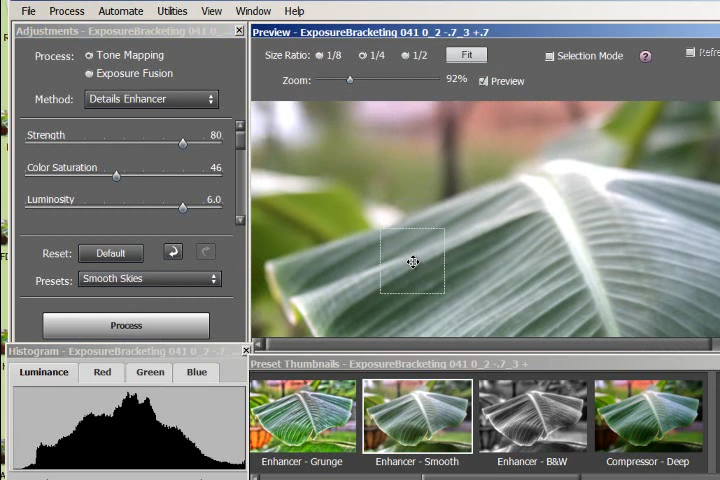 File Process Automate Utilities View Window Help
Adjustments - ExposureBracketing 041 0_...
Preview - ExposureBracketing 041 0_2 -.7_3 +.7
Process: Tone Mapping
Exposure Fusion
Method: Details Enhancer
Strength 80
Color Saturation 46
Luminosity 6.0
Reset: Default
Presets: Smooth Skies
Process
Size Ratio: 1/8 1/4 1/2 Fit Selection Mode ?
Zoom: 92% Preview
Histogram - ExposureBracketing 041 0_2 -.7_...
Luminance Red Green Blue
Preset Thumbnails - ExposureBracketing 041 0_2 -.7_3 +
Enhancer - Grunge Enhancer - Smooth Enhancer - B&W Compressor - Deep